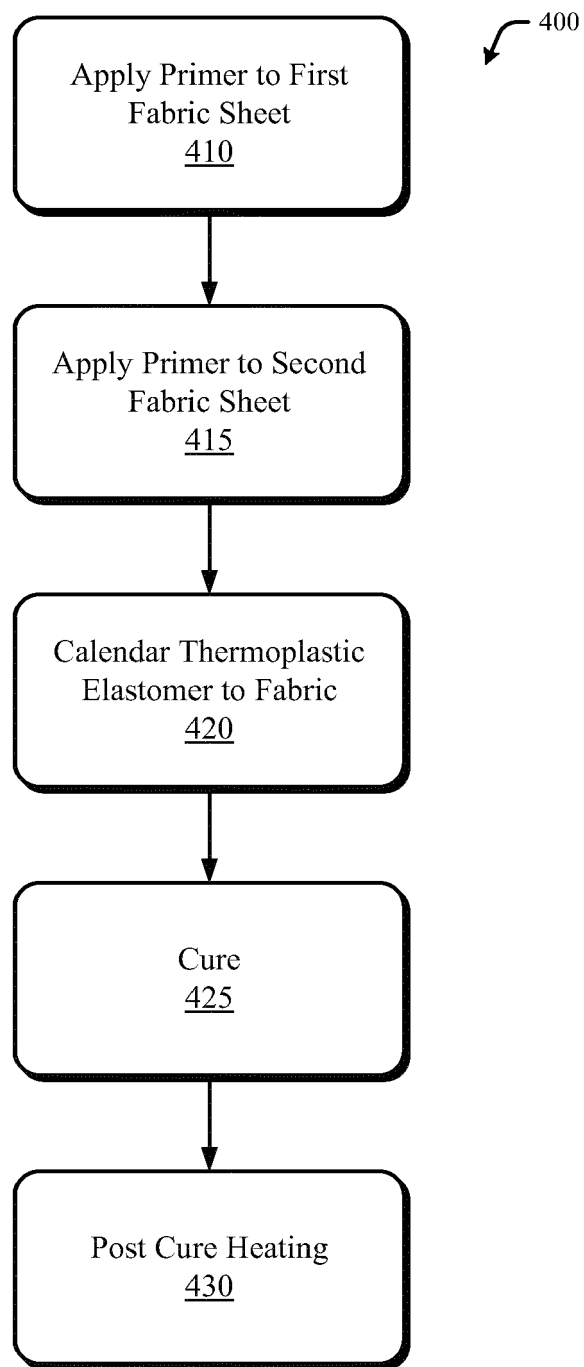 400
Apply Primer to First
Fabric Sheet
410
Apply Primer to Second
Fabric Sheet
415
Calendar Thermoplastic
Elastomer to Fabric
420
Cure
425
Post Cure Heating
430